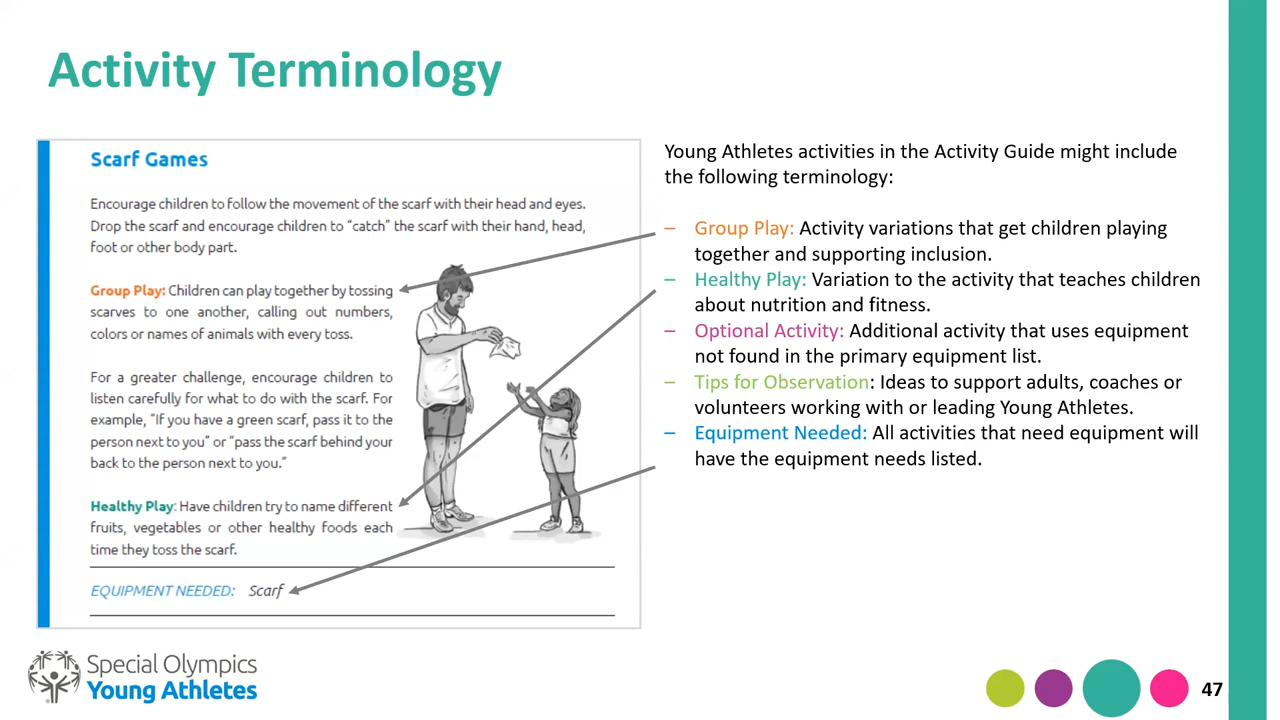 Activity Terminology
Scarf Games
Encourage children to follow the movement of the scarf with their head and eyes.
Drop the scarf and encourage children to “catch” the scarf with their hand, head,
foot or other body part.
Group Play: Children can play together by tossing
scarves to one another, calling out numbers,
colors or names of animals with every toss.
For a greater challenge, encourage children to
listen carefully for what to do with the scarf. For
example, “If you have a green scarf, pass it to the
person next to you” or “pass the scarf behind your
back to the person next to you.”
Healthy Play: Have children try to name different
fruits, vegetables or other healthy foods each
time they toss the scarf.
EQUIPMENT NEEDED: Scarf
Young Athletes activities in the Activity Guide might include
the following terminology:
– Group Play: Activity variations that get children playing
together and supporting inclusion.
– Healthy Play: Variation to the activity that teaches children
about nutrition and fitness.
– Optional Activity: Additional activity that uses equipment
not found in the primary equipment list.
– Tips for Observation: Ideas to support adults, coaches or
volunteers working with or leading Young Athletes.
– Equipment Needed: All activities that need equipment will
have the equipment needs listed.
Special Olympics
Young Athletes
47